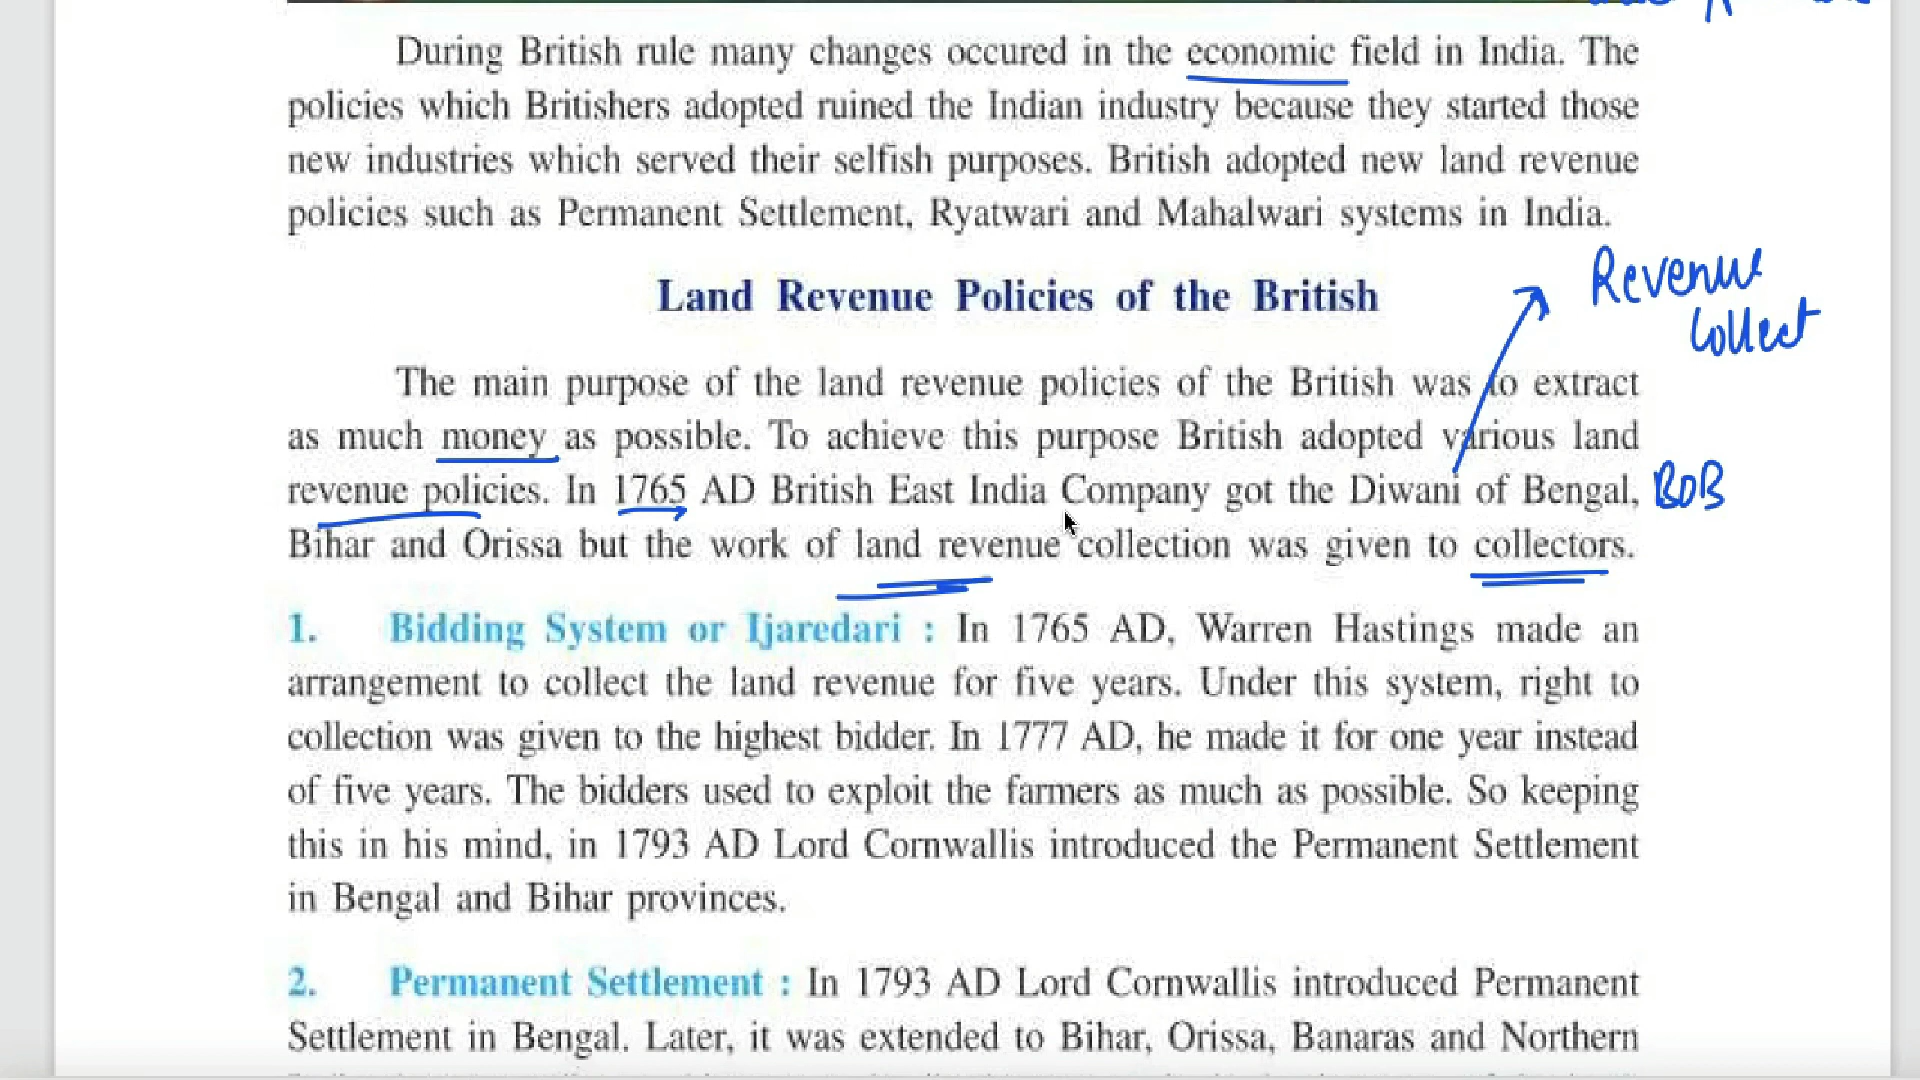 During British rule many changes occured in the economic field in India. The
policies which Britishers adopted ruined the Indian industry because they started those
new industries which served their selfish purposes. British adopted new land revenue
policies such as Permanent Settlement, Ryatwari and Mahalwari systems in India.
Revenue
Collect
Land Revenue Policies of the British
The main purpose of the land revenue policies of the British was to extract
as much money as possible. To achieve this purpose British adopted various land
revenue policies. In 1765 AD British East India Company got the Diwani of Bengal, BOB
Bihar and Orissa but the work of land revenue collection was given to collectors.
1. Bidding System or Ijaredari : In 1765 AD, Warren Hastings made an
arrangement to collect the land revenue for five years. Under this system, right to
collection was given to the highest bidder. In 1777 AD, he made it for one year instead
of five years. The bidders used to exploit the farmers as much as possible. So keeping
this in his mind, in 1793 AD Lord Cornwallis introduced the Permanent Settlement
in Bengal and Bihar provinces.
2. Permanent Settlement : In 1793 AD Lord Cornwallis introduced Permanent
Settlement in Bengal. Later, it was extended to Bihar, Orissa, Banaras and Northern